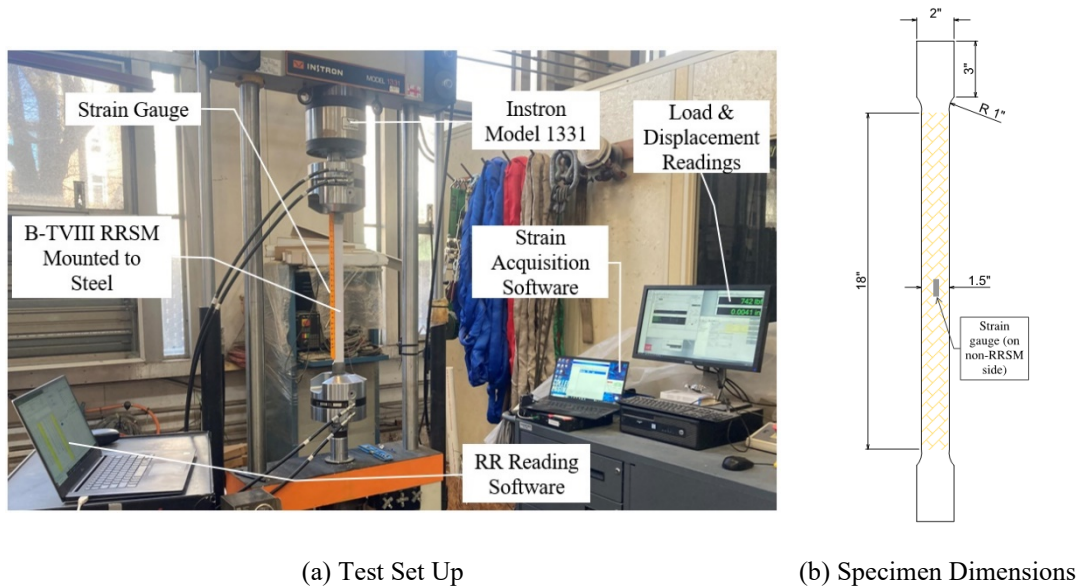 INSTRON
MODEL 1331
Strain Gauge
Instron
Model 1331
Load &
Displacement
Readings
B-TVIII RRSM
Mounted to
Steel
Strain
Acquisition
Software
742 lbf
0.0041 in
RR Reading
Software
(a) Test Set Up
2"
3"
R 1"
18"
1.5"
Strain
gauge (on
non-RRSM
side)
(b) Specimen Dimensions